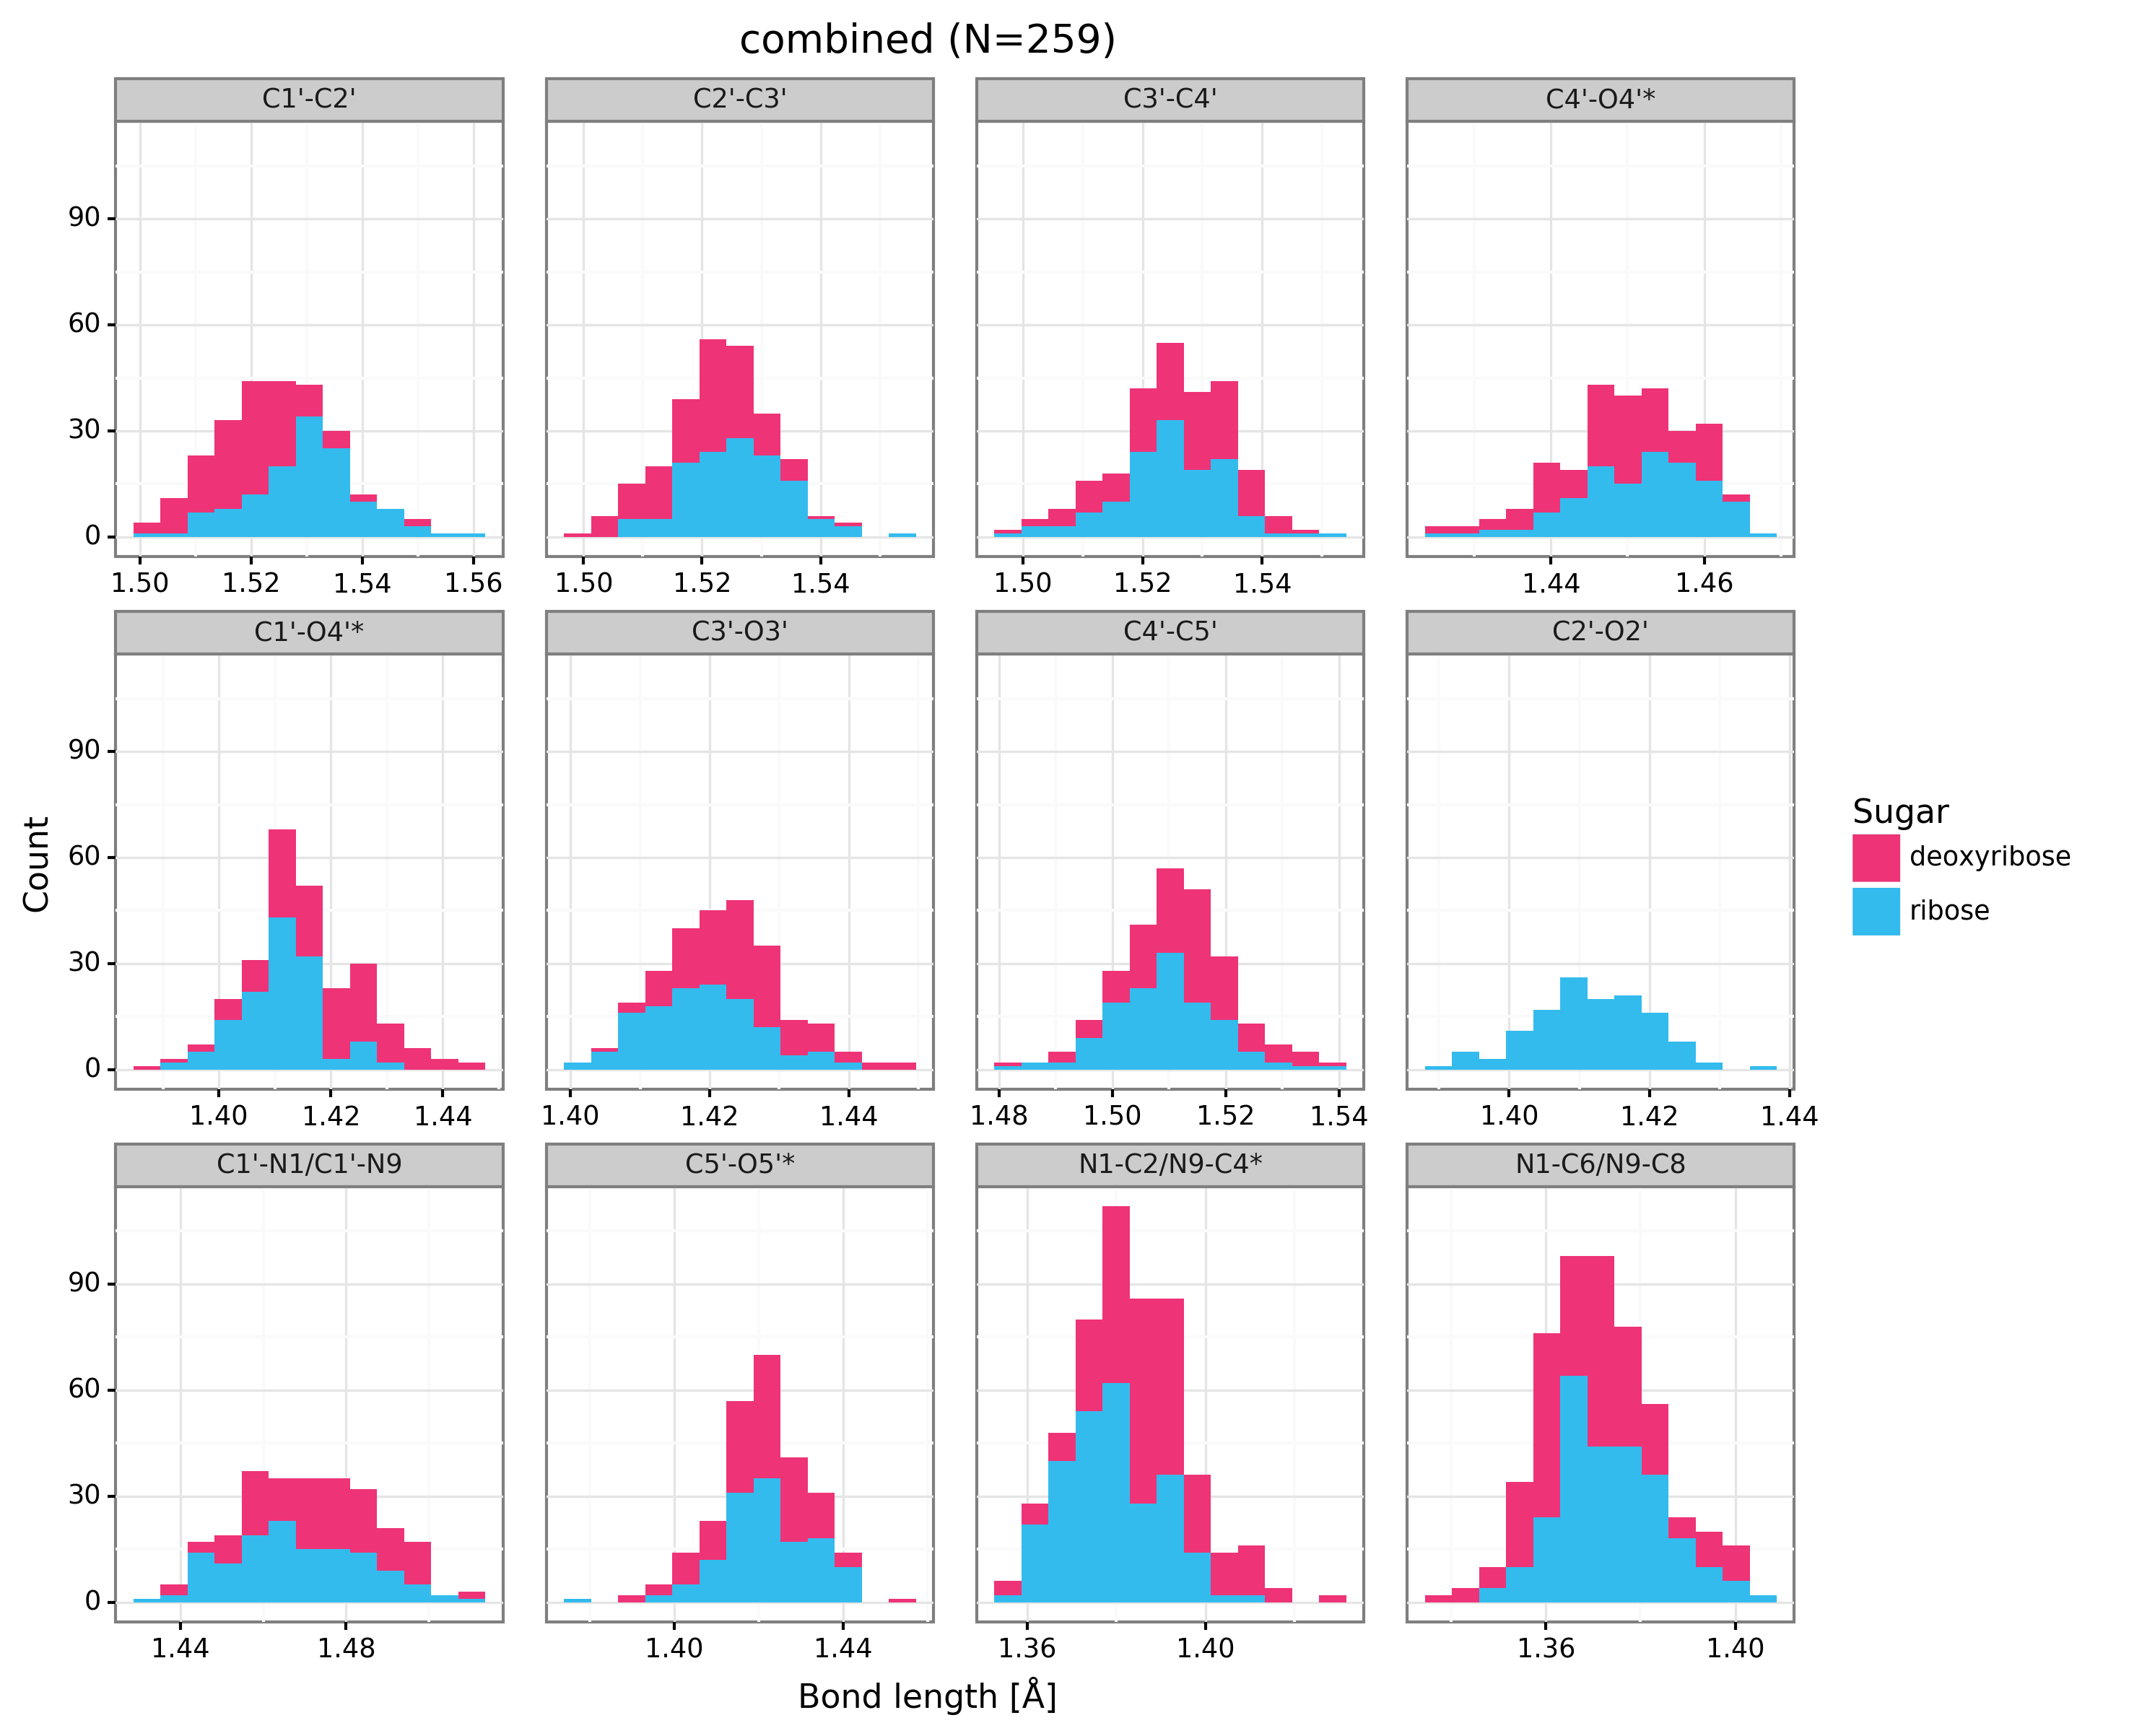 combined (N=259)
C1'-C2' C2'-C3' C3'-C4' C4'-O4'*
90
60
30
0
1.50 1.52 1.54 1.56 1.50 1.52 1.54 1.50 1.52 1.54 1.44 1.46
C1'-O4'* C3'-O3' C4'-C5' C2'-O2'
90
60
30
0
1.40 1.42 1.44 1.40 1.42 1.44 1.48 1.50 1.52 1.54 1.40 1.42 1.44
C1'-N1/C1'-N9 C5'-O5'* N1-C2/N9-C4* N1-C6/N9-C8
90
60
30
0
1.44 1.48 1.40 1.44 1.36 1.40 1.36 1.40
Count
Bond length [Å]
Sugar
deoxyribose
ribose